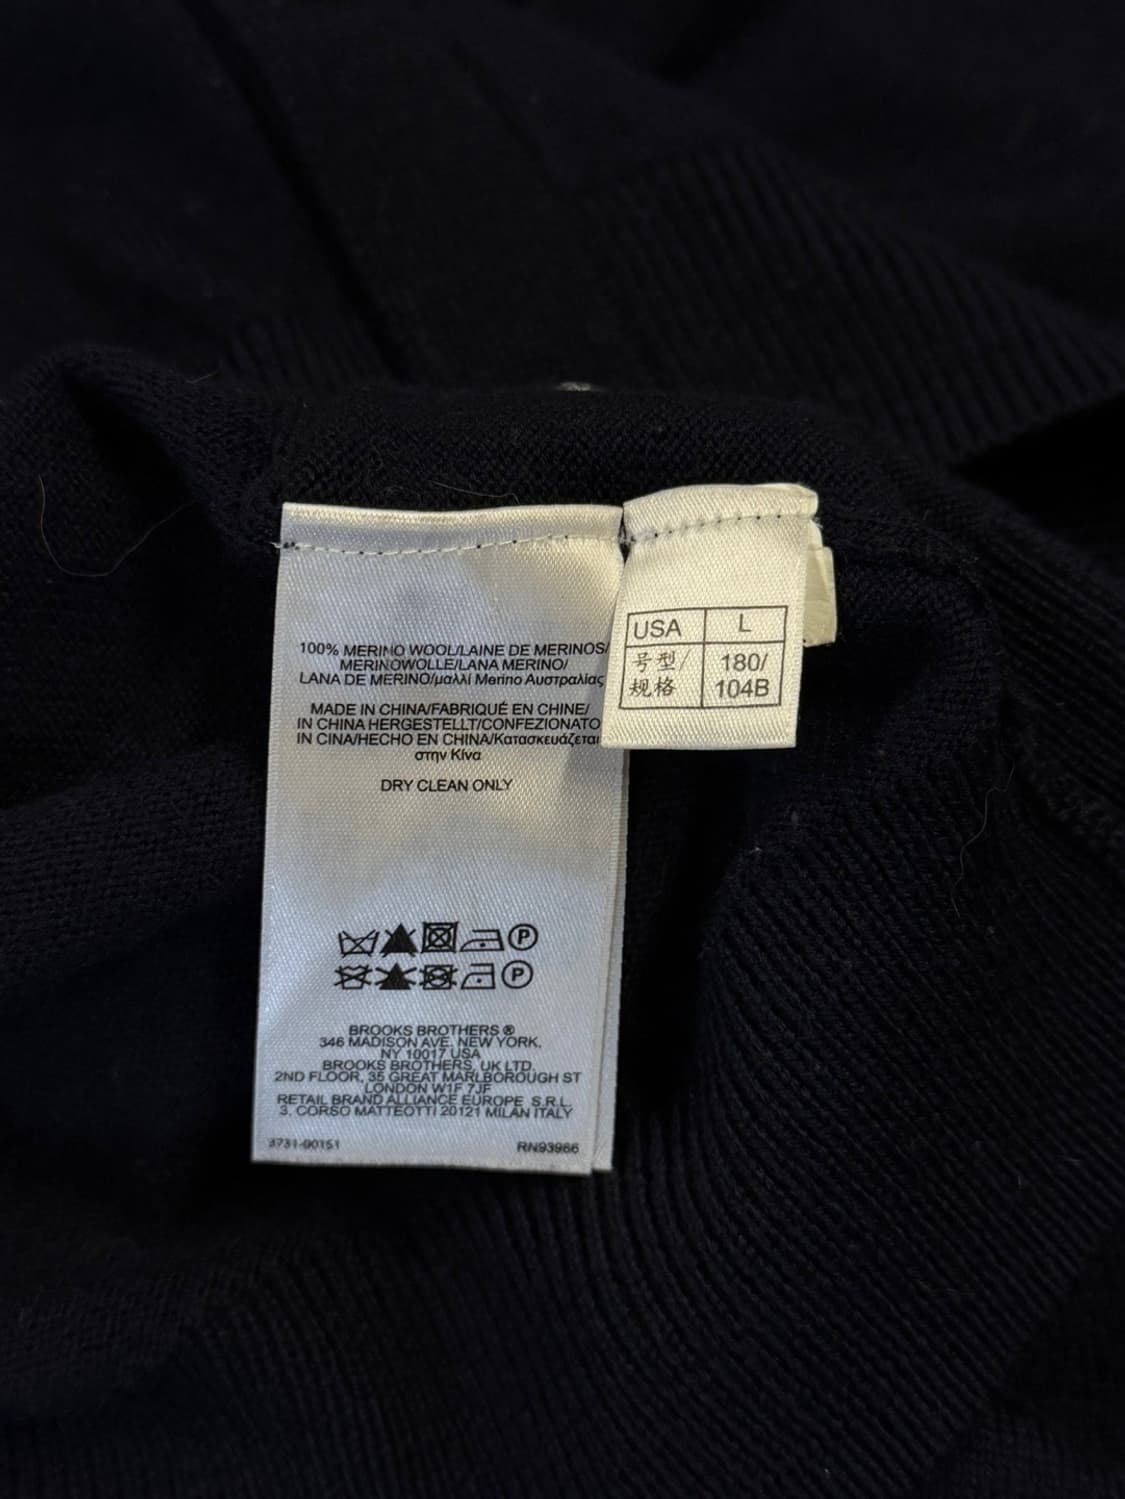 100% MERINO WOOL/LAINE DE MERINOS/
MERINOWOLLE/LANA MERINO/
LANA DE MERINO/μαλλί Merino Αυστραλίας
MADE IN CHINA/FABRIQUÉ EN CHINE/
IN CHINA HERGESTELLT/CONFEZIONATO
IN CINA/HECHO EN CHINA/Κατασκευάζεται
στην Κίνα
DRY CLEAN ONLY
P
P
BROOKS BROTHERS ®
346 MADISON AVE, NEW YORK,
NY 10017 USA
BROOKS BROTHERS, UK LTD.
2ND FLOOR, 35 GREAT MARLBOROUGH ST
LONDON W1F 7JF
RETAIL BRAND ALLIANCE EUROPE S.R.L.
3, CORSO MATTEOTTI 20121 MILAN ITALY
3731-00151 RN93966
USA L
号型/ 180/
规格 104B